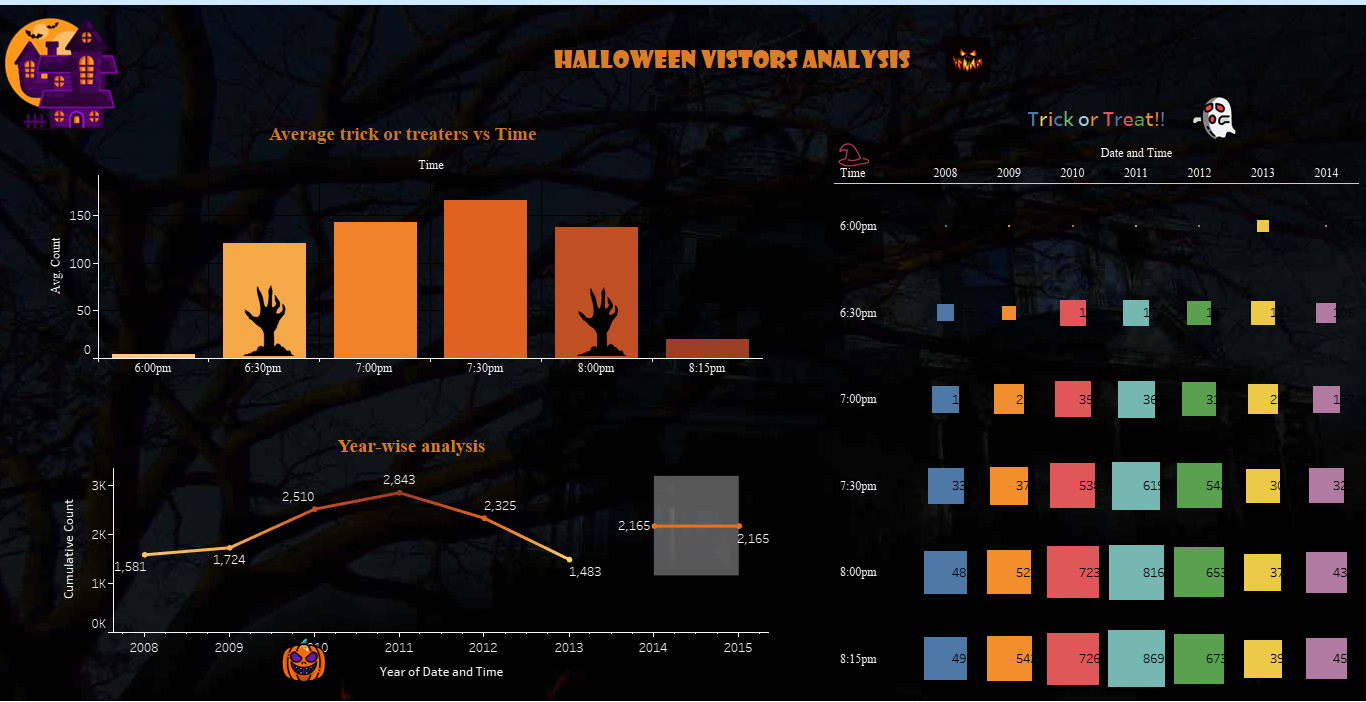 HALLOWEEN VISTORS ANALYSIS
Average trick or treaters vs Time
Time
Avg. Count
150
100
50
0
6:00pm 6:30pm 7:00pm 7:30pm 8:00pm 8:15pm
Year-wise analysis
Cumulative Count
3K
2K
1K
0K
1,581
1,724
2,510
2,843
2,325
1,483
2,165
2,165
2008 2009 2011 2012 2013 2014 2015
Year of Date and Time
Trick or Treat!!
Date and Time
Time 2008 2009 2010 2011 2012 2013 2014
6:00pm
6:30pm
7:00pm
7:30pm
8:00pm 723 816
8:15pm 726 869